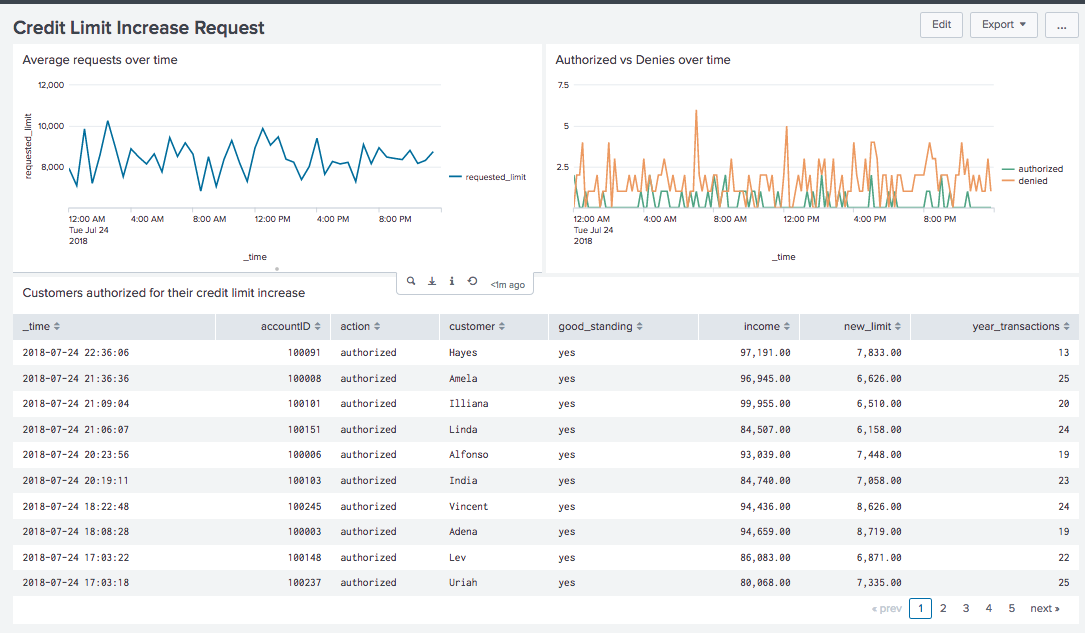 Credit Limit Increase Request
Edit
Export
...
Average requests over time
12,000
10,000
8,000
requested_limit
requested_limit
12:00 AM 4:00 AM 8:00 AM 12:00 PM 4:00 PM 8:00 PM
Tue Jul 24
2018
_time
Authorized vs Denies over time
7.5
5
2.5
authorized
denied
12:00 AM 4:00 AM 8:00 AM 12:00 PM 4:00 PM 8:00 PM
Tue Jul 24
2018
_time
<1m ago
Customers authorized for their credit limit increase
_time accountID action customer good_standing income new_limit year_transactions
2018-07-24 22:36:06 100091 authorized Hayes yes 97,191.00 7,833.00 13
2018-07-24 21:36:36 100008 authorized Amela yes 96,945.00 6,626.00 25
2018-07-24 21:09:04 100101 authorized Illiana yes 99,955.00 6,510.00 20
2018-07-24 21:06:07 100151 authorized Linda yes 84,507.00 6,158.00 24
2018-07-24 20:23:56 100006 authorized Alfonso yes 93,039.00 7,448.00 19
2018-07-24 20:19:11 100103 authorized India yes 84,740.00 7,058.00 23
2018-07-24 18:22:48 100245 authorized Vincent yes 94,436.00 8,626.00 24
2018-07-24 18:08:28 100003 authorized Adena yes 94,659.00 8,719.00 19
2018-07-24 17:03:22 100148 authorized Lev yes 86,083.00 6,871.00 22
2018-07-24 17:03:18 100237 authorized Uriah yes 80,068.00 7,335.00 25
« prev 1 2 3 4 5 next »